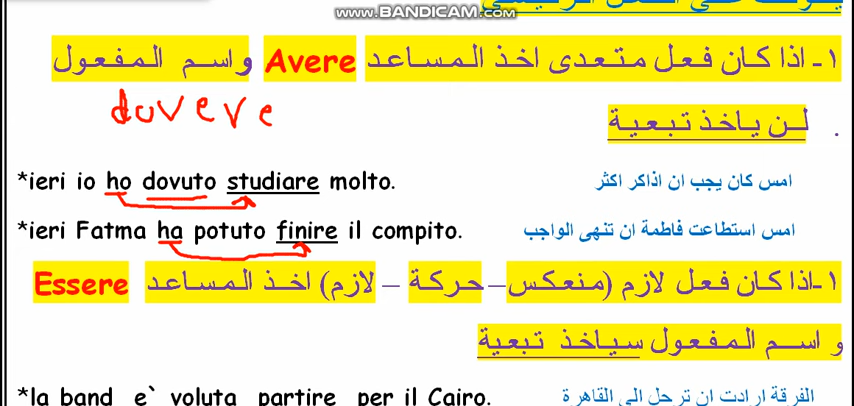 www.BANDICAM.com
١- اذا كان فعل متعدى اخذ المساعد Avere واسم المفعول
لن ياخذ تبعية .
duvere
*ieri io ho dovuto studiare molto. امس كان يجب ان اذاكر اكثر
*ieri Fatma ha potuto finire il compito. امس استطاعت فاطمة ان تنهى الواجب
١-اذا كان فعل لازم (منعكس– حركة – لازم) اخذ المساعد Essere
و اسم المفعول سياخذ تبعية
*la band e` voluta partire per il Cairo. الفرقة ارادت ان ترحل الى القاهرة